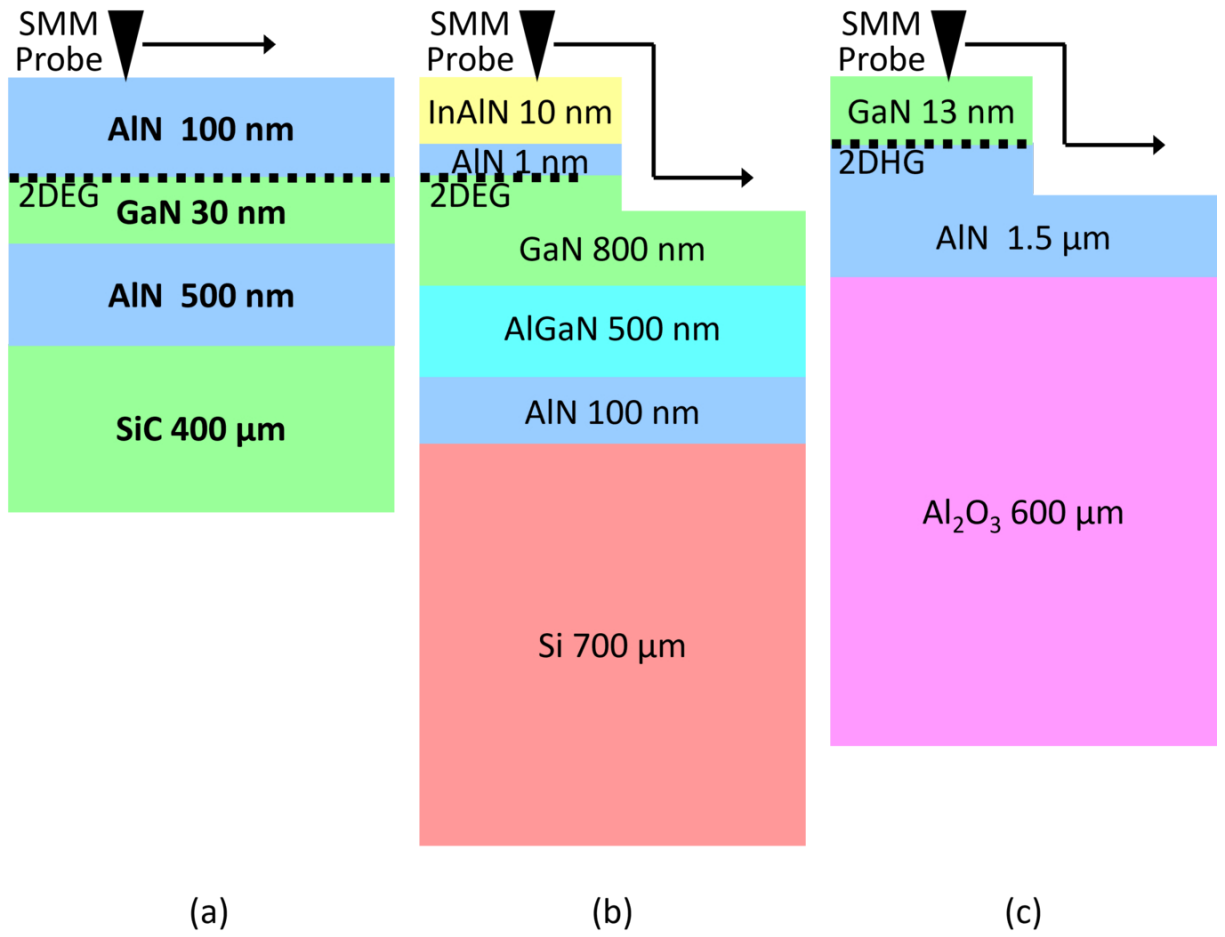 SMM
Probe
AlN 100 nm
2DEG
GaN 30 nm
AlN 500 nm
SiC 400 µm
(a)
SMM
Probe
InAlN 10 nm
AlN 1 nm
2DEG
GaN 800 nm
AlGaN 500 nm
AlN 100 nm
Si 700 µm
(b)
SMM
Probe
GaN 13 nm
2DHG
AlN 1.5 µm
Al₂O₃ 600 µm
(c)